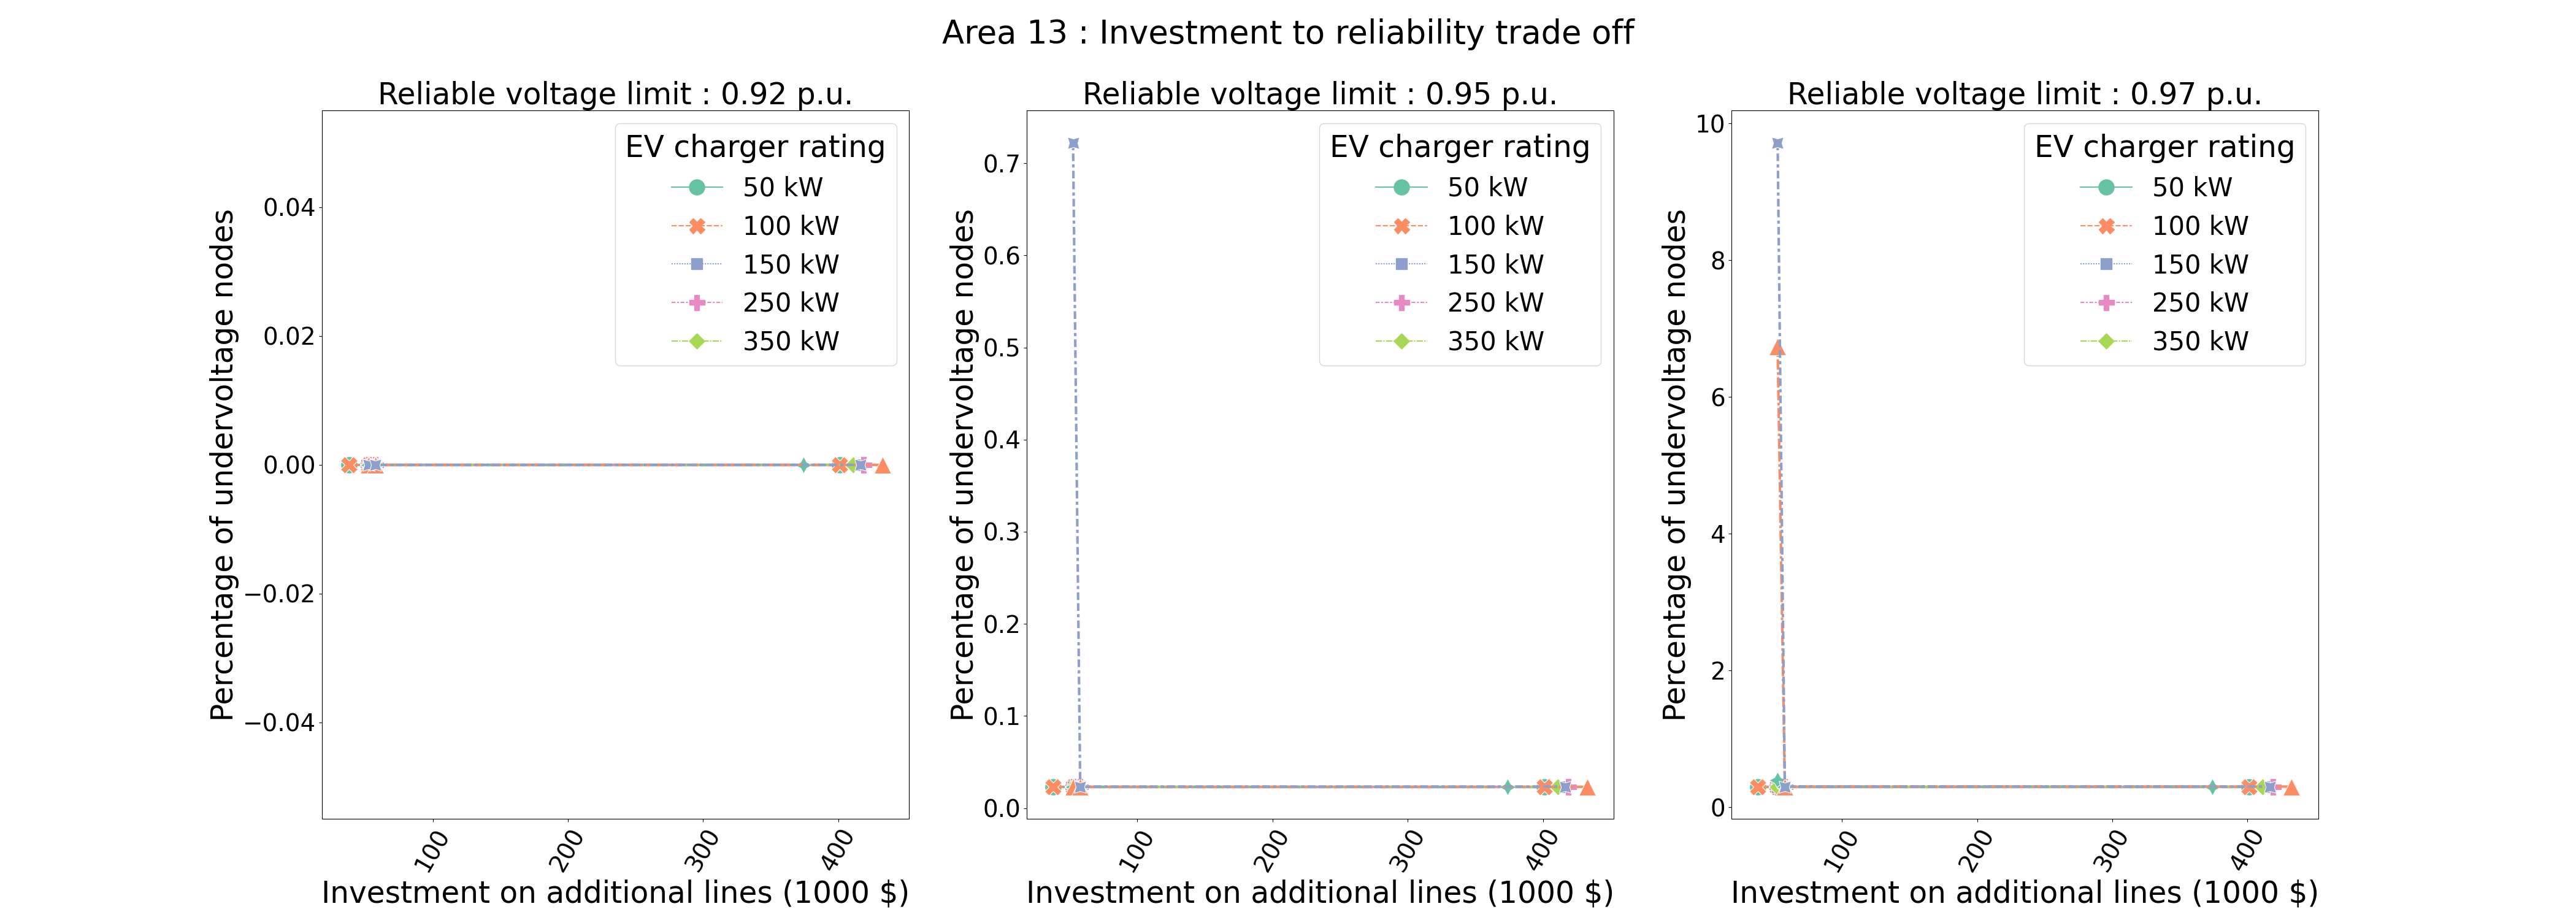 Area 13 : Investment to reliability trade off
Reliable voltage limit : 0.92 p.u.
Percentage of undervoltage nodes
0.04
0.02
0.00
−0.02
−0.04
EV charger rating
50 kW
100 kW
150 kW
250 kW
350 kW
100
200
300
400
Investment on additional lines (1000 $)
Reliable voltage limit : 0.95 p.u.
Percentage of undervoltage nodes
0.7
0.6
0.5
0.4
0.3
0.2
0.1
0.0
EV charger rating
50 kW
100 kW
150 kW
250 kW
350 kW
100
200
300
400
Investment on additional lines (1000 $)
Reliable voltage limit : 0.97 p.u.
Percentage of undervoltage nodes
10
8
6
4
2
0
EV charger rating
50 kW
100 kW
150 kW
250 kW
350 kW
100
200
300
400
Investment on additional lines (1000 $)